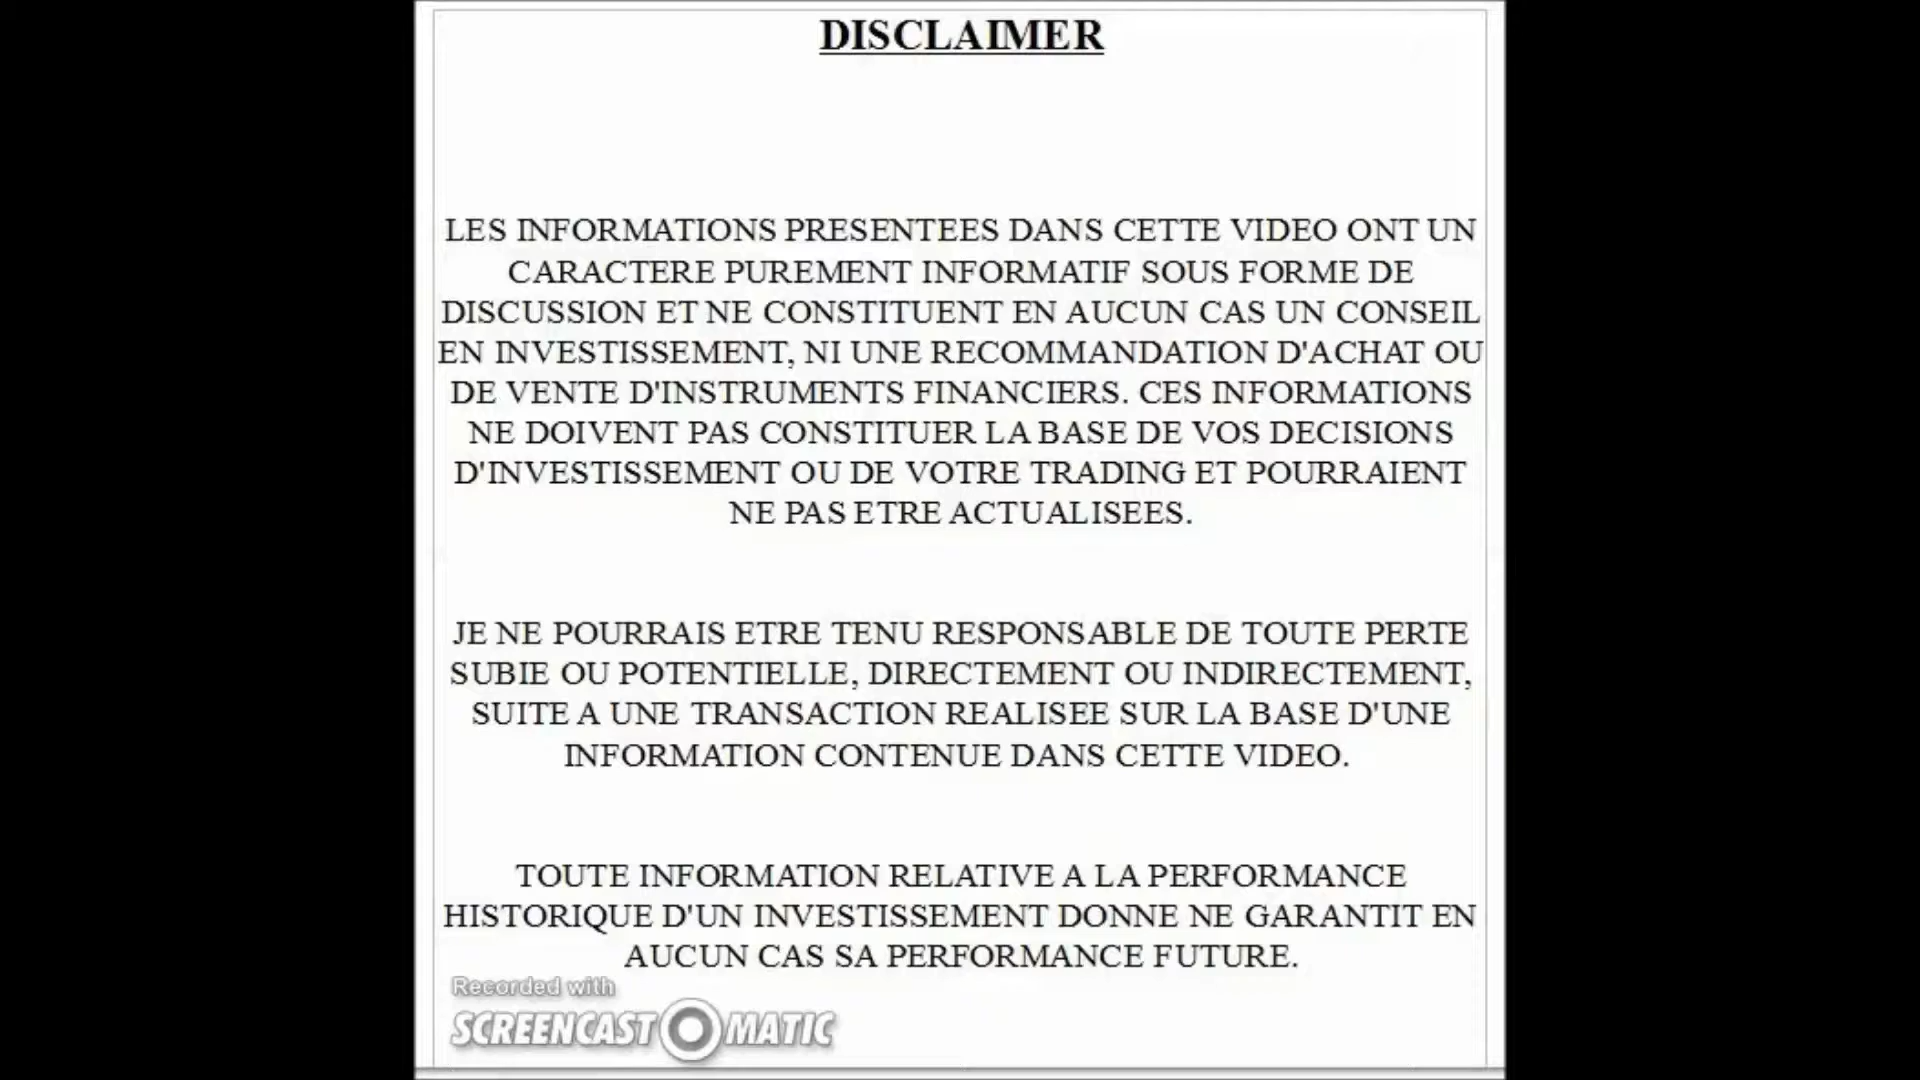 DISCLAIMER
LES INFORMATIONS PRESENTEES DANS CETTE VIDEO ONT UN
CARACTERE PUREMENT INFORMATIF SOUS FORME DE
DISCUSSION ET NE CONSTITUENT EN AUCUN CAS UN CONSEIL
EN INVESTISSEMENT, NI UNE RECOMMANDATION D'ACHAT OU
DE VENTE D'INSTRUMENTS FINANCIERS. CES INFORMATIONS
NE DOIVENT PAS CONSTITUER LA BASE DE VOS DECISIONS
D'INVESTISSEMENT OU DE VOTRE TRADING ET POURRAIENT
NE PAS ETRE ACTUALISEES.
JE NE POURRAIS ETRE TENU RESPONSABLE DE TOUTE PERTE
SUBIE OU POTENTIELLE, DIRECTEMENT OU INDIRECTEMENT,
SUITE A UNE TRANSACTION REALISEE SUR LA BASE D'UNE
INFORMATION CONTENUE DANS CETTE VIDEO.
TOUTE INFORMATION RELATIVE A LA PERFORMANCE
HISTORIQUE D'UN INVESTISSEMENT DONNE NE GARANTIT EN
AUCUN CAS SA PERFORMANCE FUTURE.
Recorded with
SCREENCAST O MATIC